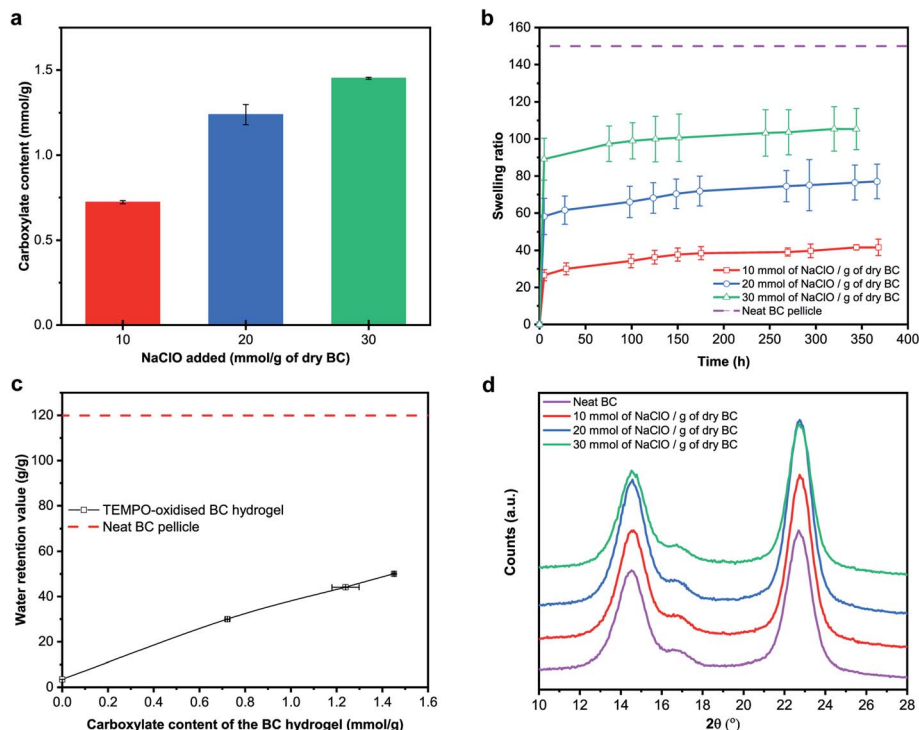 a
Carboxylate content (mmol/g)
1.5
1.0
0.5
0.0
10
20
30
NaClO added (mmol/g of dry BC)
b
Swelling ratio
160
140
120
100
80
60
40
20
0
10 mmol of NaClO / g of dry BC
20 mmol of NaClO / g of dry BC
30 mmol of NaClO / g of dry BC
Neat BC pellicle
0 50 100 150 200 250 300 350 400
Time (h)
c
Water retention value (g/g)
120
100
80
60
40
20
0
TEMPO-oxidised BC hydrogel
Neat BC pellicle
0.0 0.2 0.4 0.6 0.8 1.0 1.2 1.4 1.6
Carboxylate content of the BC hydrogel (mmol/g)
d
Counts (a.u.)
Neat BC
10 mmol of NaClO / g of dry BC
20 mmol of NaClO / g of dry BC
30 mmol of NaClO / g of dry BC
10 12 14 16 18 20 22 24 26 28
2θ (°)